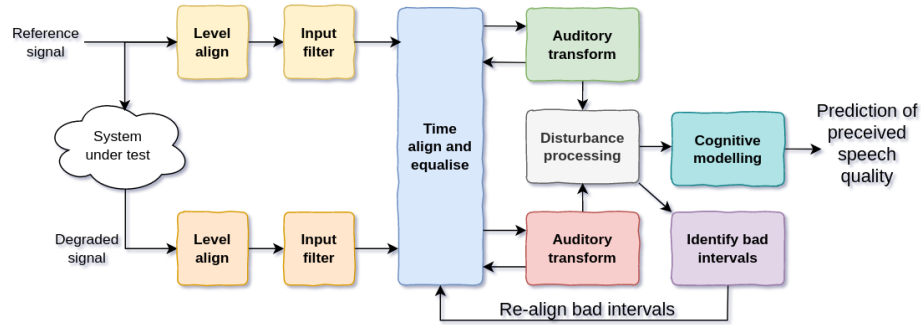 Reference
signal
Level
align
Input
filter
System
under test
Degraded
signal
Level
align
Input
filter
Time
align and
equalise
Auditory
transform
Disturbance
processing
Auditory
transform
Cognitive
modelling
Identify bad
intervals
Prediction of
preceived
speech
quality
Re-align bad intervals